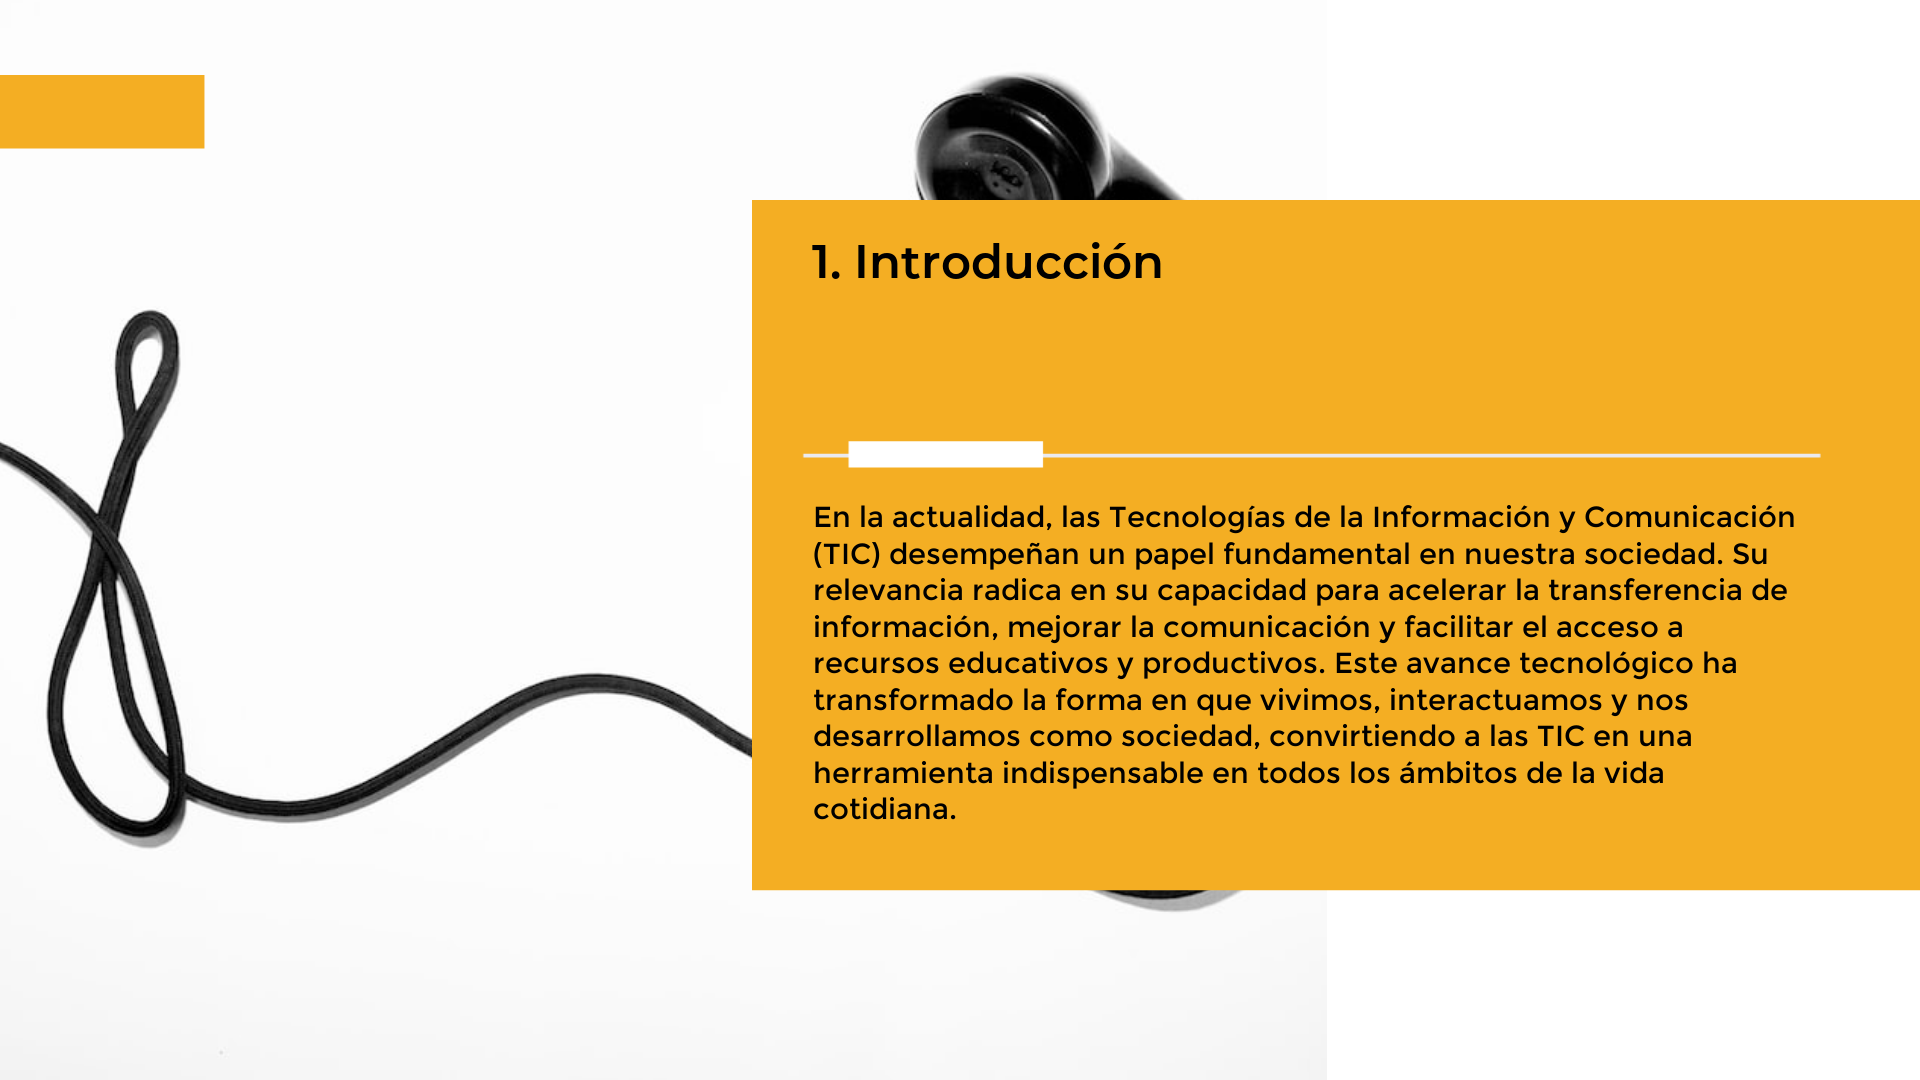 1. Introducción
En la actualidad, las Tecnologías de la Información y Comunicación
(TIC) desempeñan un papel fundamental en nuestra sociedad. Su
relevancia radica en su capacidad para acelerar la transferencia de
información, mejorar la comunicación y facilitar el acceso a
recursos educativos y productivos. Este avance tecnológico ha
transformado la forma en que vivimos, interactuamos y nos
desarrollamos como sociedad, convirtiendo a las TIC en una
herramienta indispensable en todos los ámbitos de la vida
cotidiana.